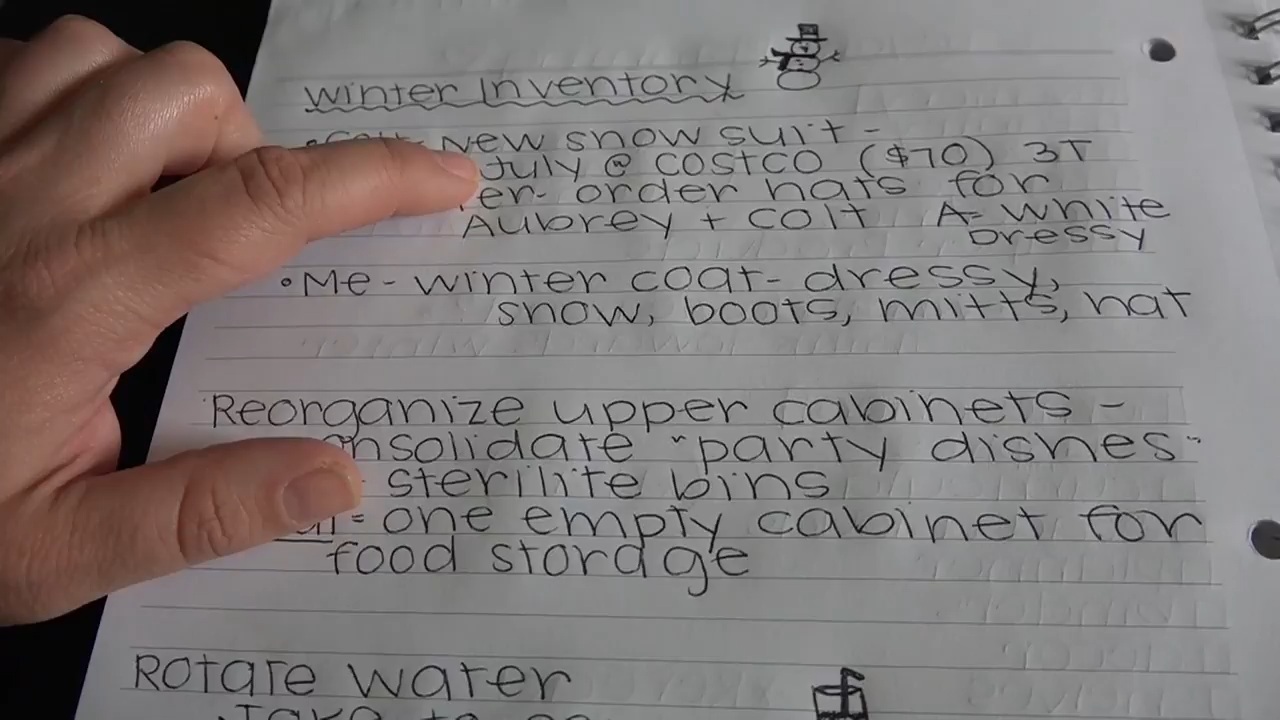 Winter Inventory
New snow suit -
July @ Costco ($70) 3T
order hats for
Aubrey + Colt A- white
Dressy
• Me - winter coat - dressy,
snow, boots, mitts, hat
Reorganize upper cabinets -
"party dishes"
sterilite bins
- one empty cabinet for
food storage
Rotate water